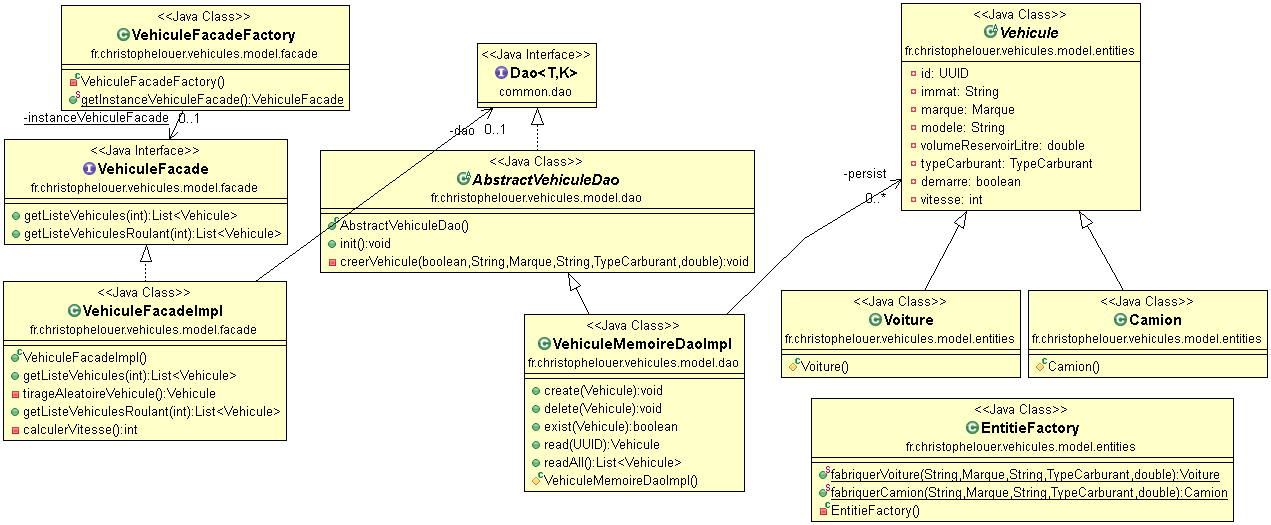 <<Java Class>>
VehiculeFacadeFactory
fr.christophelouer.vehicules.model.facade
VehiculeFacadeFactory()
getInstanceVehiculeFacade():VehiculeFacade
-instanceVehiculeFacade
0..1
<<Java Interface>>
VehiculeFacade
fr.christophelouer.vehicules.model.facade
getListeVehicules(int):List<Vehicule>
getListeVehiculesRoulant(int):List<Vehicule>
<<Java Class>>
VehiculeFacadeImpl
fr.christophelouer.vehicules.model.facade
VehiculeFacadeImpl()
getListeVehicules(int):List<Vehicule>
tirageAleatoireVehicule():Vehicule
getListeVehiculesRoulant(int):List<Vehicule>
calculerVitesse():int
<<Java Interface>>
Dao<T,K>
common.dao
-dao
0..1
<<Java Class>>
AbstractVehiculeDao
fr.christophelouer.vehicules.model.dao
AbstractVehiculeDao()
init():void
creerVehicule(boolean,String,Marque,String,TypeCarburant,double):void
<<Java Class>>
VehiculeMemoireDaoImpl
fr.christophelouer.vehicules.model.dao
create(Vehicule):void
delete(Vehicule):void
exist(Vehicule):boolean
read(UUID):Vehicule
readAll():List<Vehicule>
VehiculeMemoireDaoImpl()
-persist
0..*
<<Java Class>>
Vehicule
fr.christophelouer.vehicules.model.entities
id: UUID
immat: String
marque: Marque
modele: String
volumeReservoirLitre: double
typeCarburant: TypeCarburant
demarre: boolean
vitesse: int
<<Java Class>>
Voiture
fr.christophelouer.vehicules.model.entities
Voiture()
<<Java Class>>
Camion
fr.christophelouer.vehicules.model.entities
Camion()
<<Java Class>>
EntitieFactory
fr.christophelouer.vehicules.model.entities
fabriquerVoiture(String,Marque,String,TypeCarburant,double):Voiture
fabriquerCamion(String,Marque,String,TypeCarburant,double):Camion
EntitieFactory()